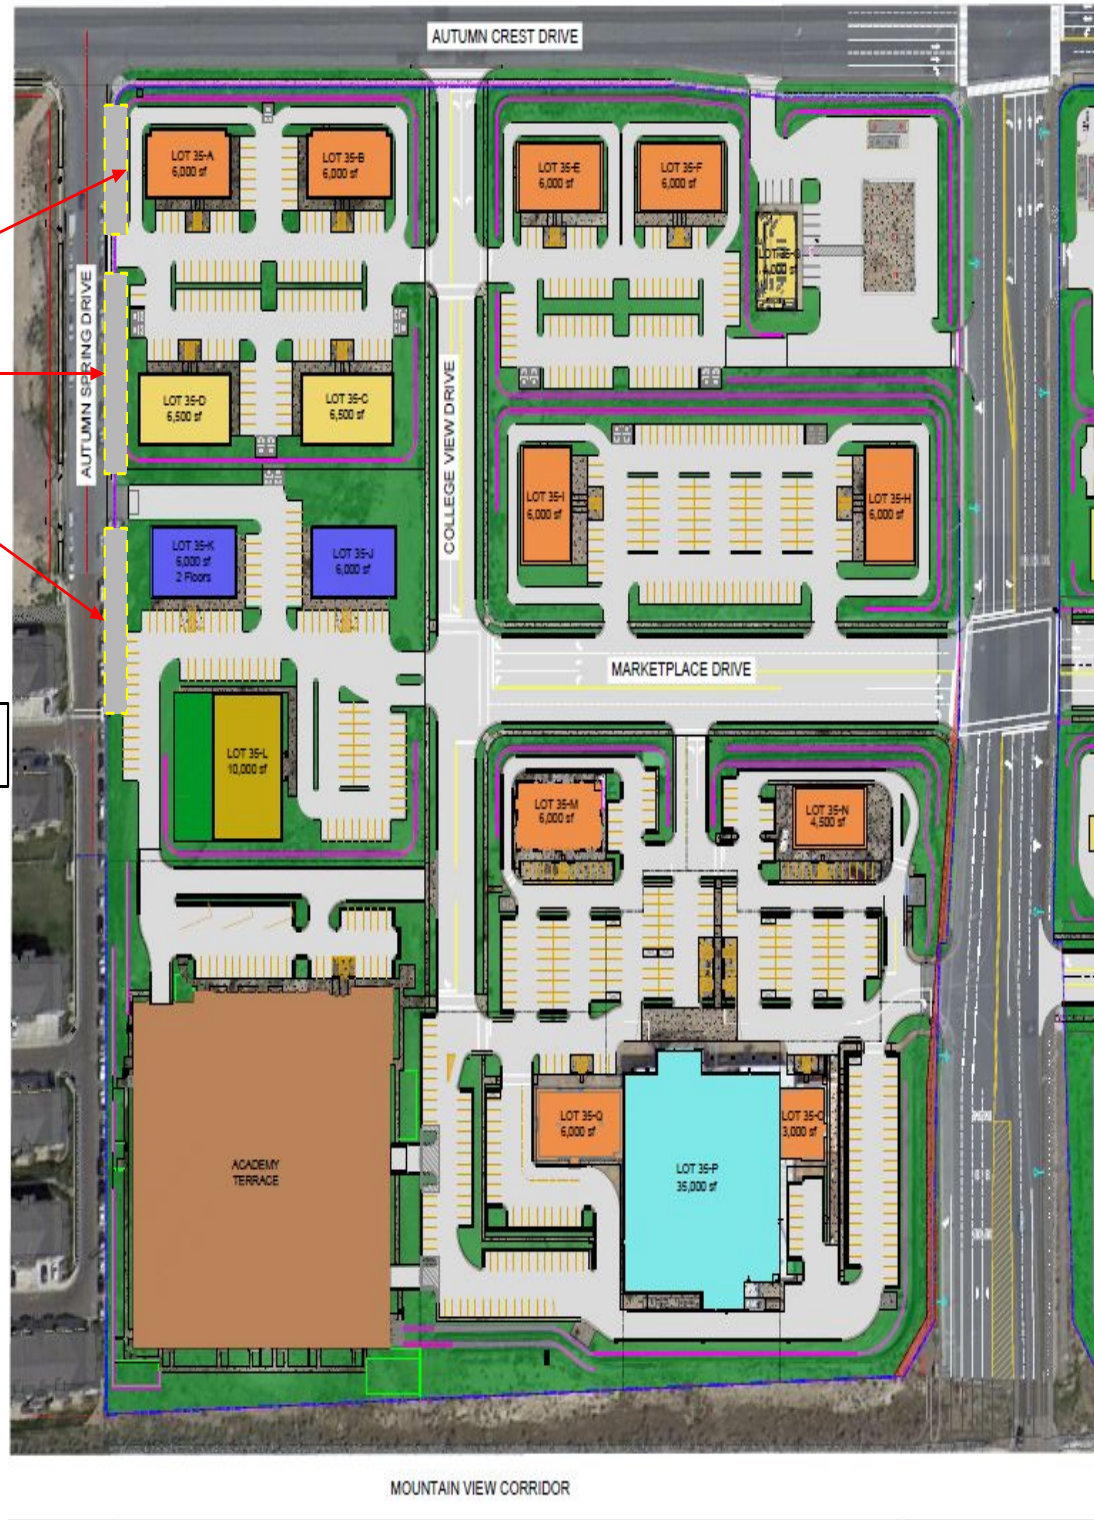 AUTUMN CREST DRIVE
LOT 35-A
6,000 sf
LOT 35-B
6,000 sf
LOT 35-E
6,000 sf
LOT 35-F
6,000 sf
AUTUMN SPRING DRIVE
LOT 35-D
6,500 sf
LOT 35-C
6,500 sf
COLLEGE VIEW DRIVE
LOT 35-I
6,000 sf
LOT 35-H
6,000 sf
LOT 35-K
6,000 sf
2 Floors
LOT 35-J
6,000 sf
MARKETPLACE DRIVE
LOT 35-L
10,000 sf
LOT 35-M
6,000 sf
LOT 35-N
4,500 sf
LOT 35-Q
6,000 sf
LOT 35-O
3,000 sf
ACADEMY
TERRACE
LOT 35-P
35,000 sf
MOUNTAIN VIEW CORRIDOR